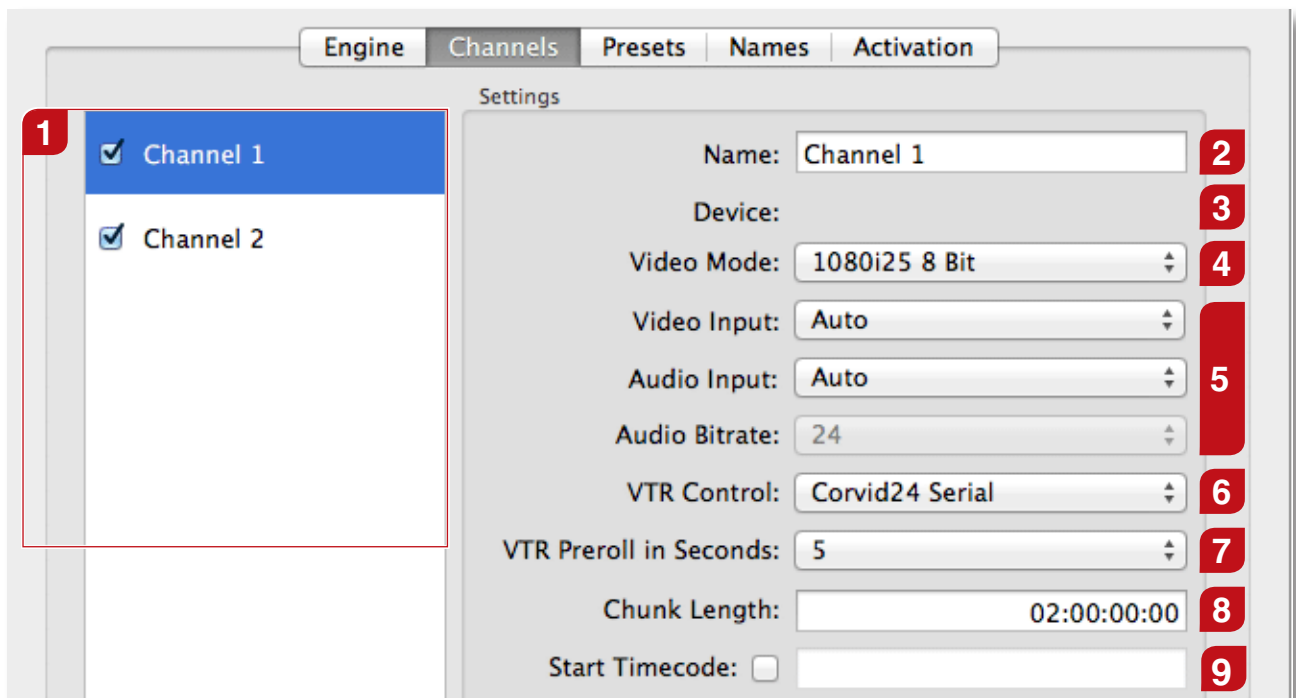 Engine Channels Presets Names Activation
Settings
1
Channel 1
Channel 2
Name: Channel 1 2
Device: 3
Video Mode: 1080i25 8 Bit 4
Video Input: Auto
Audio Input: Auto 5
Audio Bitrate: 24
VTR Control: Corvid24 Serial 6
VTR Preroll in Seconds: 5 7
Chunk Length: 02:00:00:00 8
Start Timecode: 9